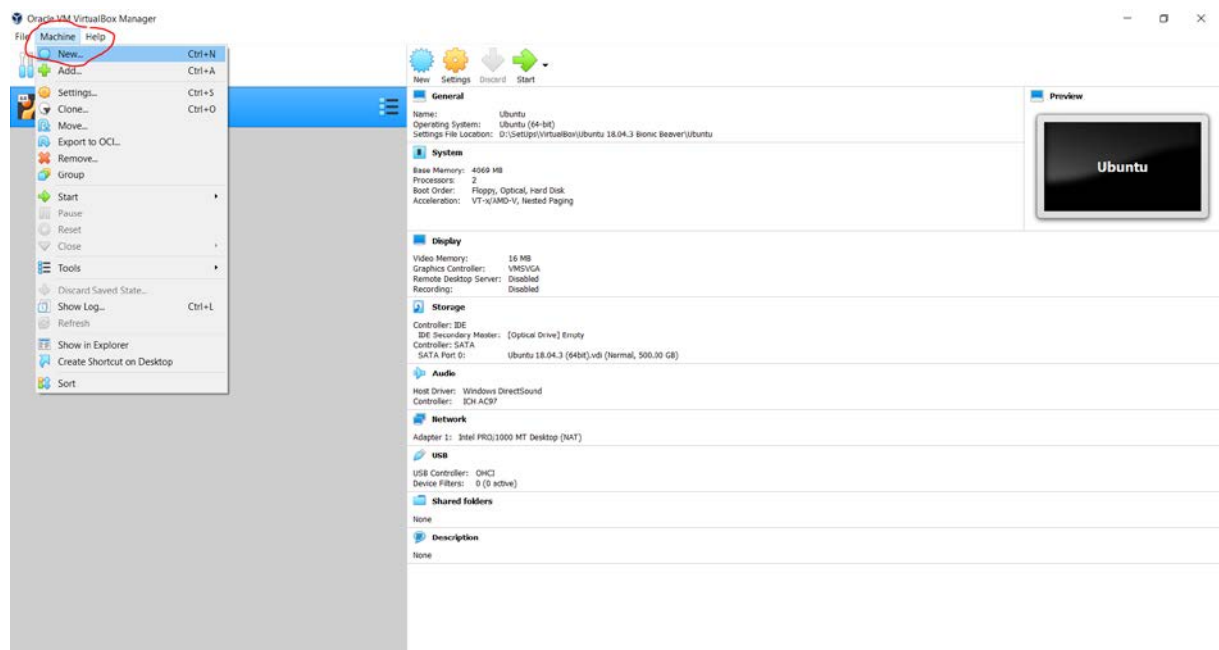 Oracle VM VirtualBox Manager
File Machine Help
New... Ctrl+N
Add... Ctrl+A
Settings... Ctrl+S
Clone... Ctrl+O
Move...
Export to OCI...
Remove...
Group
Start
Pause
Reset
Close
Tools
Discard Saved State...
Show Log... Ctrl+L
Refresh
Show in Explorer
Create Shortcut on Desktop
Sort
New Settings Discard Start
General
Name: Ubuntu
Operating System: Ubuntu (64-bit)
Settings File Location: D:\SetUps\VirtualBox\Ubuntu 18.04.3 Bionic Beaver\Ubuntu
System
Base Memory: 4069 MB
Processors: 2
Boot Order: Floppy, Optical, Hard Disk
Acceleration: VT-x/AMD-V, Nested Paging
Preview
Ubuntu
Display
Video Memory: 16 MB
Graphics Controller: VMSVGA
Remote Desktop Server: Disabled
Recording: Disabled
Storage
Controller: IDE
IDE Secondary Master: [Optical Drive] Empty
Controller: SATA
SATA Port 0: Ubuntu 18.04.3 (64bit).vdi (Normal, 500.00 GB)
Audio
Host Driver: Windows DirectSound
Controller: ICH AC97
Network
Adapter 1: Intel PRO/1000 MT Desktop (NAT)
USB
USB Controller: OHCI
Device Filters: 0 (0 active)
Shared folders
None
Description
None